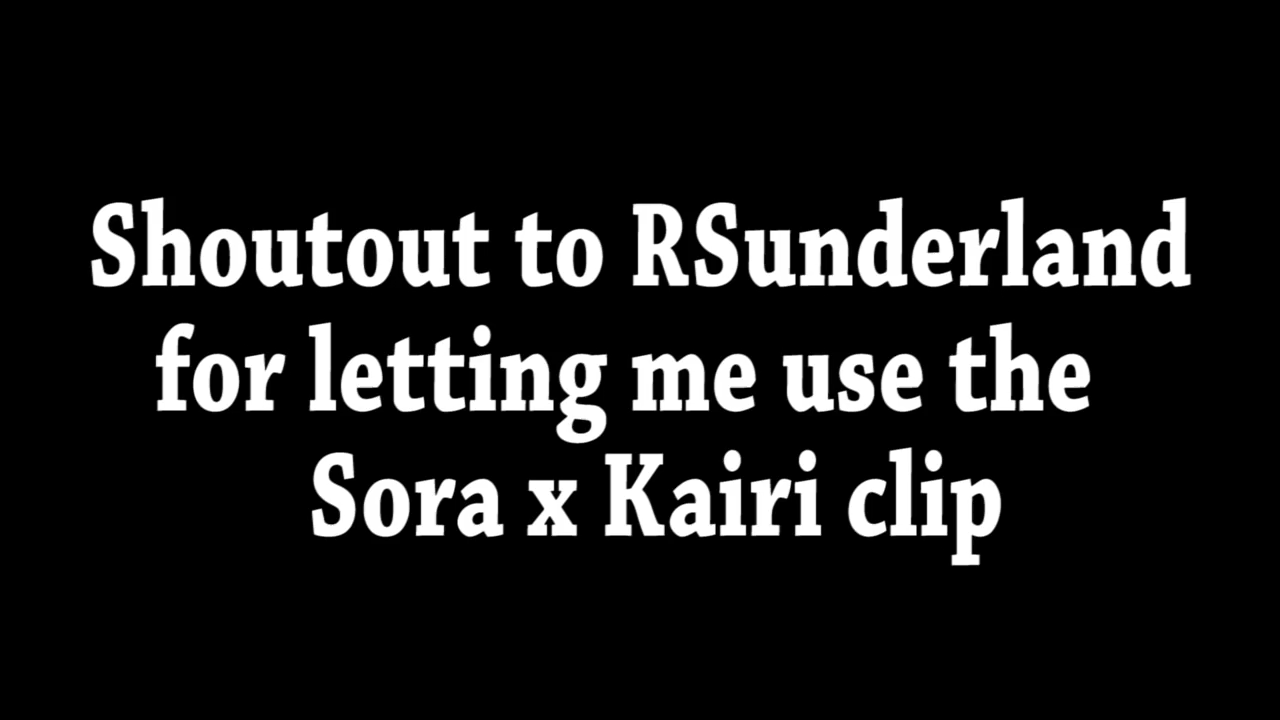 Shoutout to RSunderland
for letting me use the
Sora x Kairi clip